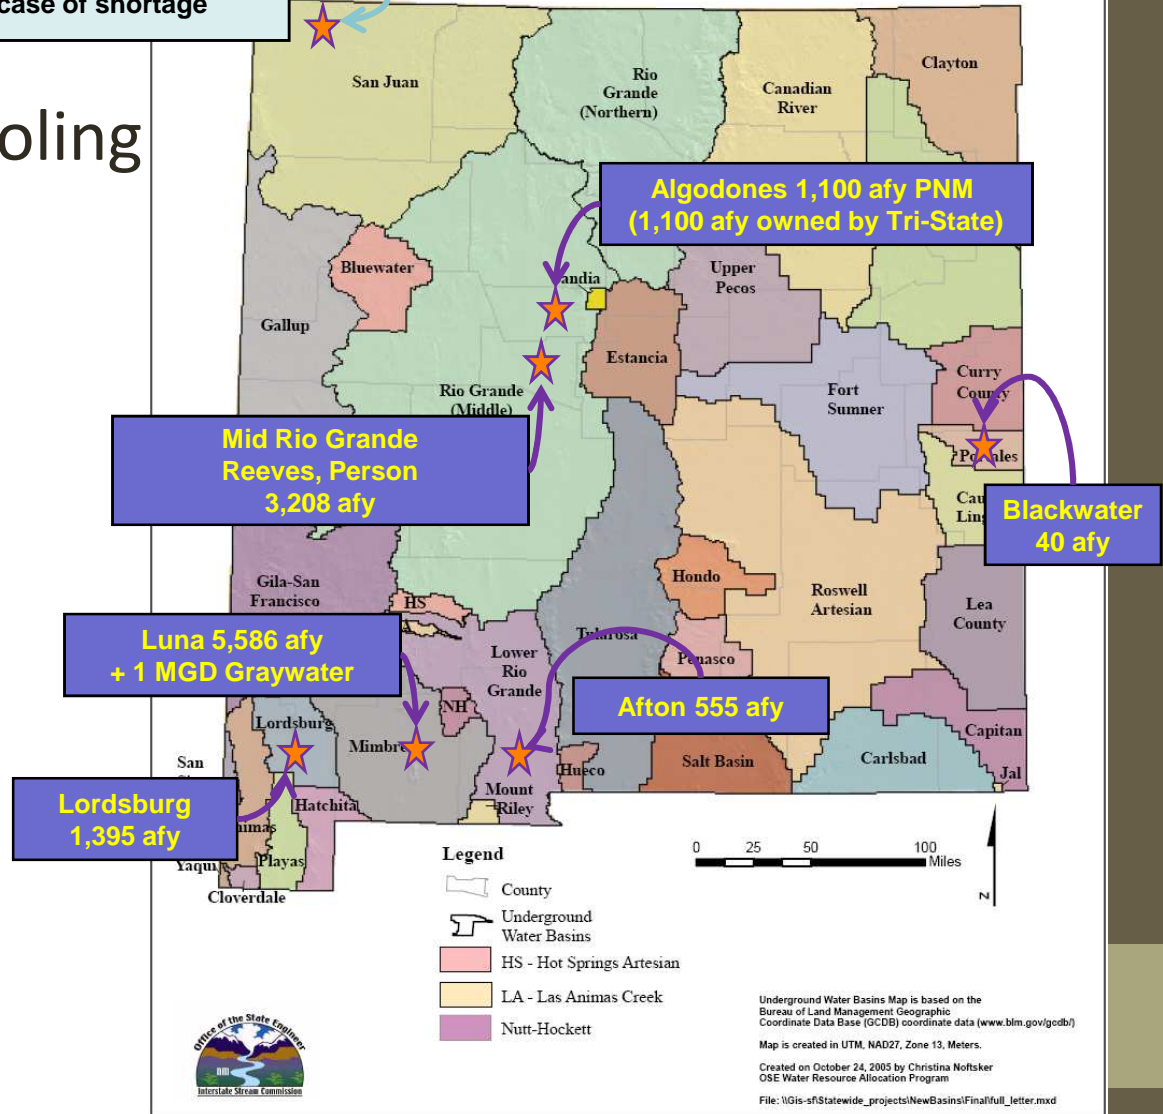 case of shortage
oling
San Juan
Rio
Grande
(Northern)
Canadian
River
Clayton
Algodones 1,100 afy PNM
(1,100 afy owned by Tri-State)
Bluewater
andia
Upper
Pecos
Gallup
Estancia
Rio Grande
(Middle)
Fort
Sumner
Curry
County
Mid Rio Grande
Reeves, Person
3,208 afy
Blackwater
40 afy
Gila-San
Francisco
HS
Hondo
Roswell
Artesian
Lea
County
Luna 5,586 afy
+ 1 MGD Graywater
Lower
Rio
Grande
Tularosa
Penasco
NH
Afton 555 afy
Lordsburg
Capitan
San
Salt Basin
Carlsbad
Hueco
Jal
Mount
Riley
Lordsburg
1,395 afy
Hatchita
Playas
Yaqui
Cloverdale
0 25 50 100
Miles
N
Legend
County
Underground
Water Basins
HS - Hot Springs Artesian
LA - Las Animas Creek
Nutt-Hockett
Office of the State Engineer
NM
Interstate Stream Commission
Underground Water Basins Map is based on the
Bureau of Land Management Geographic
Coordinate Data Base (GCDB) coordinate data (www.blm.gov/gcdb/)
Map is created in UTM, NAD27, Zone 13, Meters.
Created on October 24, 2005 by Christina Noftsker
OSE Water Resource Allocation Program
File: \\Gis-sf\Statewide_projects\NewBasins\Final\full_letter.mxd